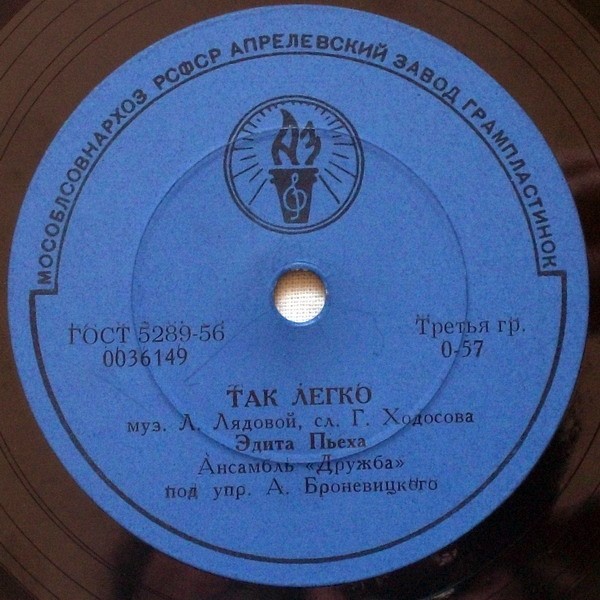 МОСОБЛСОВНАРХОЗ РСФСР АПРЕЛЕВСКИЙ ЗАВОД ГРАМПЛАСТИНОК
АЗ
ГОСТ 5289-56
0036149
Третья гр.
0-57
ТАК ЛЕГКО
муз. Л. Лядовой, сл. Г. Ходосова
Эдита Пьеха
Ансамбль «Дружба»
под упр. А. Броневицкого